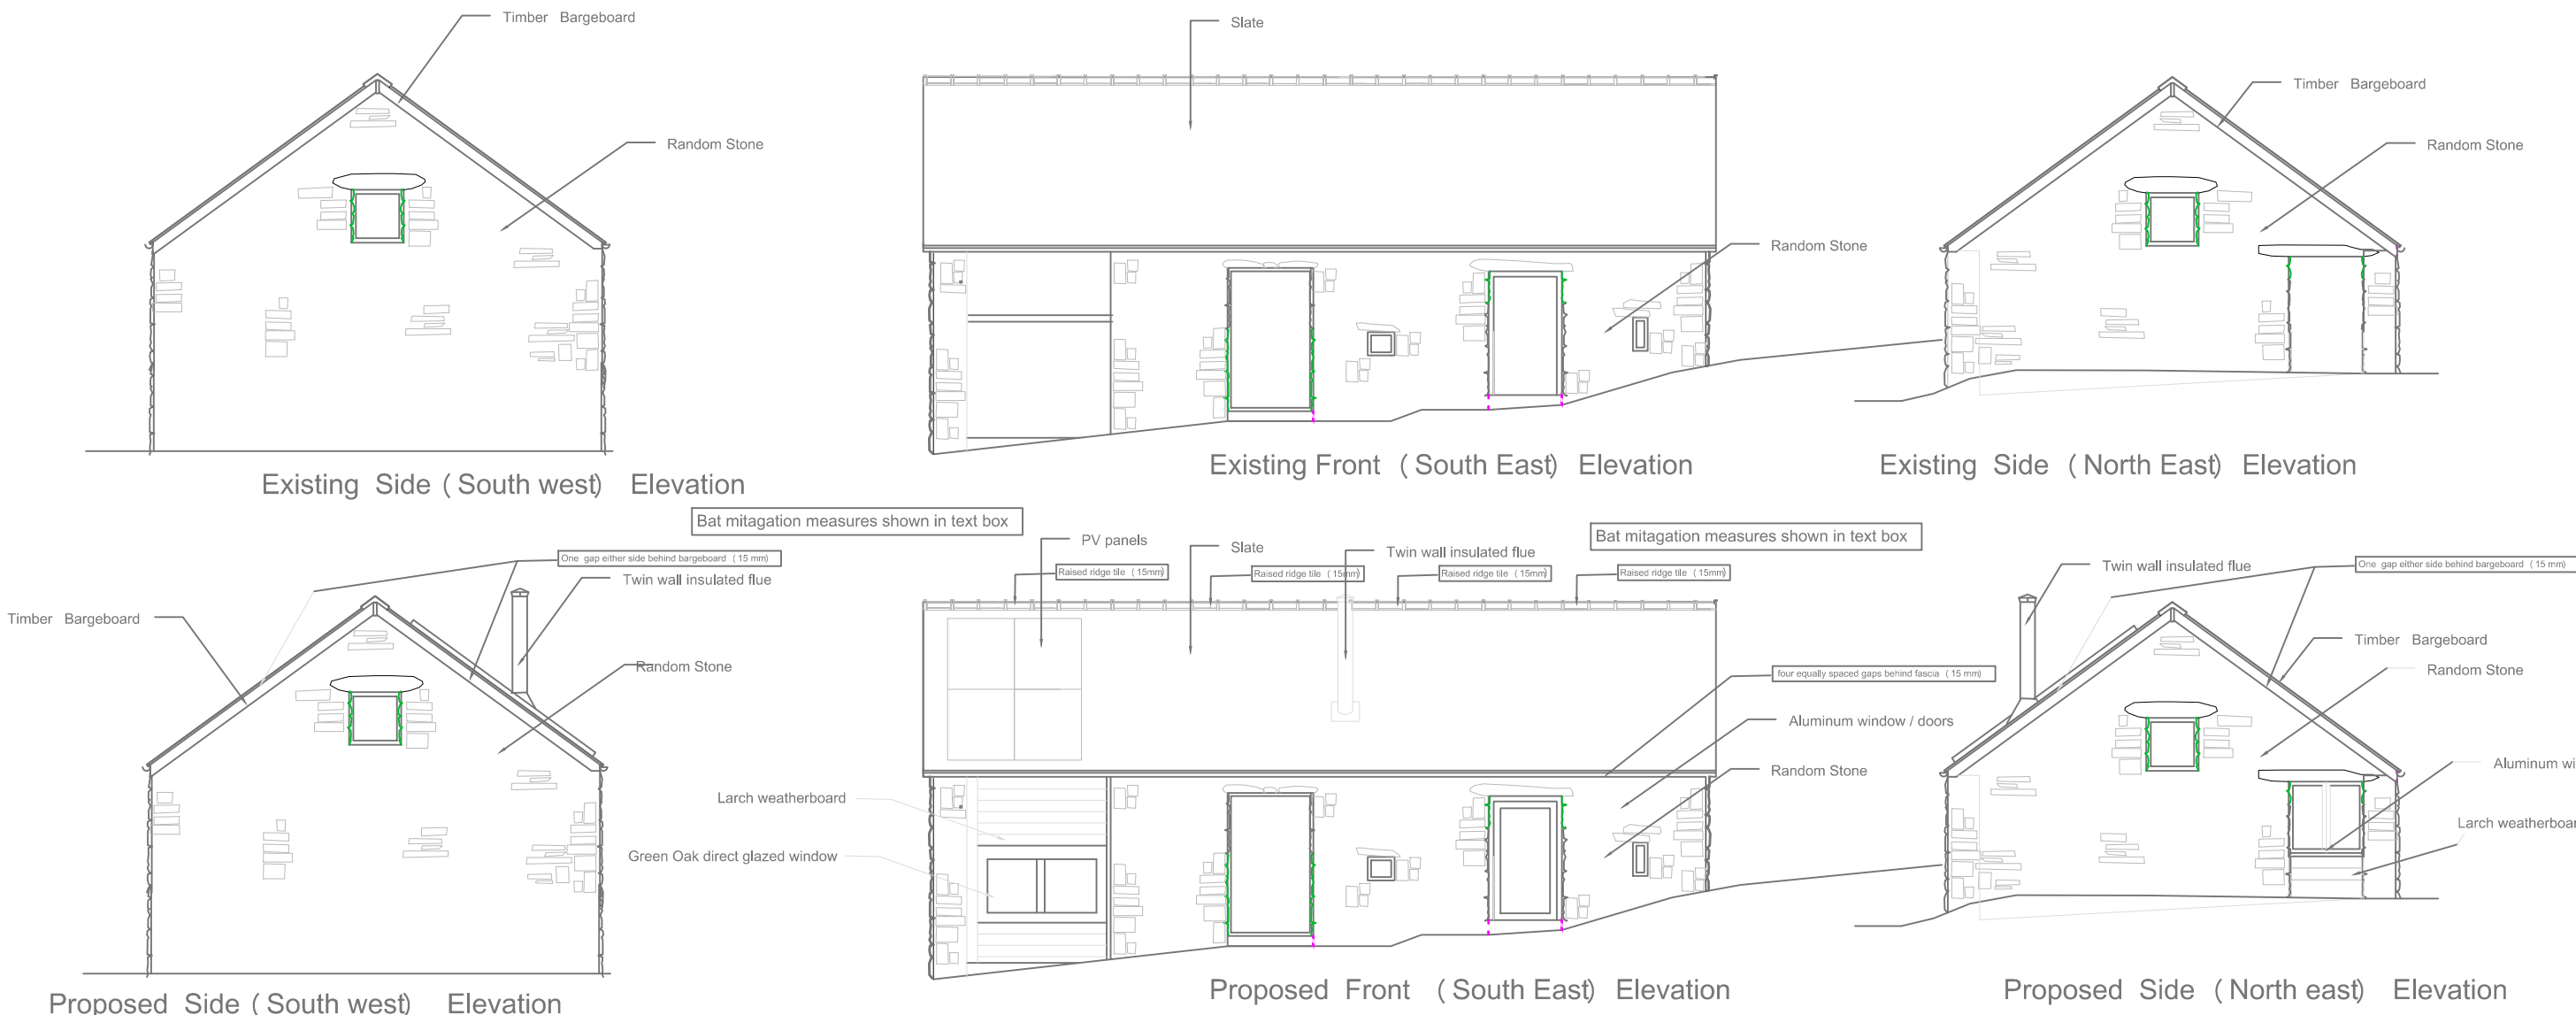 Timber Bargeboard
Random Stone
Existing Side ( South west) Elevation
Slate
Random Stone
Existing Front ( South East) Elevation
Timber Bargeboard
Random Stone
Existing Side ( North East) Elevation
Bat mitagation measures shown in text box
One gap either side behind bargeboard ( 15 mm)
Twin wall insulated flue
Timber Bargeboard
Random Stone
Proposed Side ( South west) Elevation
Bat mitagation measures shown in text box
PV panels
Slate
Twin wall insulated flue
Raised ridge tile ( 15mm)
Raised ridge tile ( 15mm)
Raised ridge tile ( 15mm)
Raised ridge tile ( 15mm)
four equally spaced gaps behind fascia ( 15 mm)
Aluminum window / doors
Random Stone
Larch weatherboard
Green Oak direct glazed window
Proposed Front ( South East) Elevation
One gap either side behind bargeboard ( 15 mm)
Twin wall insulated flue
Timber Bargeboard
Random Stone
Aluminum wi
Larch weatherboar
Proposed Side ( North east) Elevation